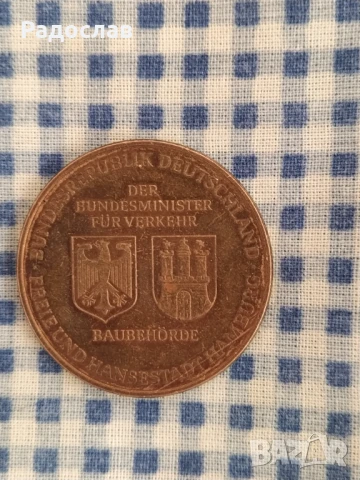 Радослав
BUNDESREPUBLIK DEUTSCHLAND
DER
BUNDESMINISTER
FÜR VERKEHR
BAUBEHÖRDE
FREIE UND HANSESTADT HAMBURG
BAZAR